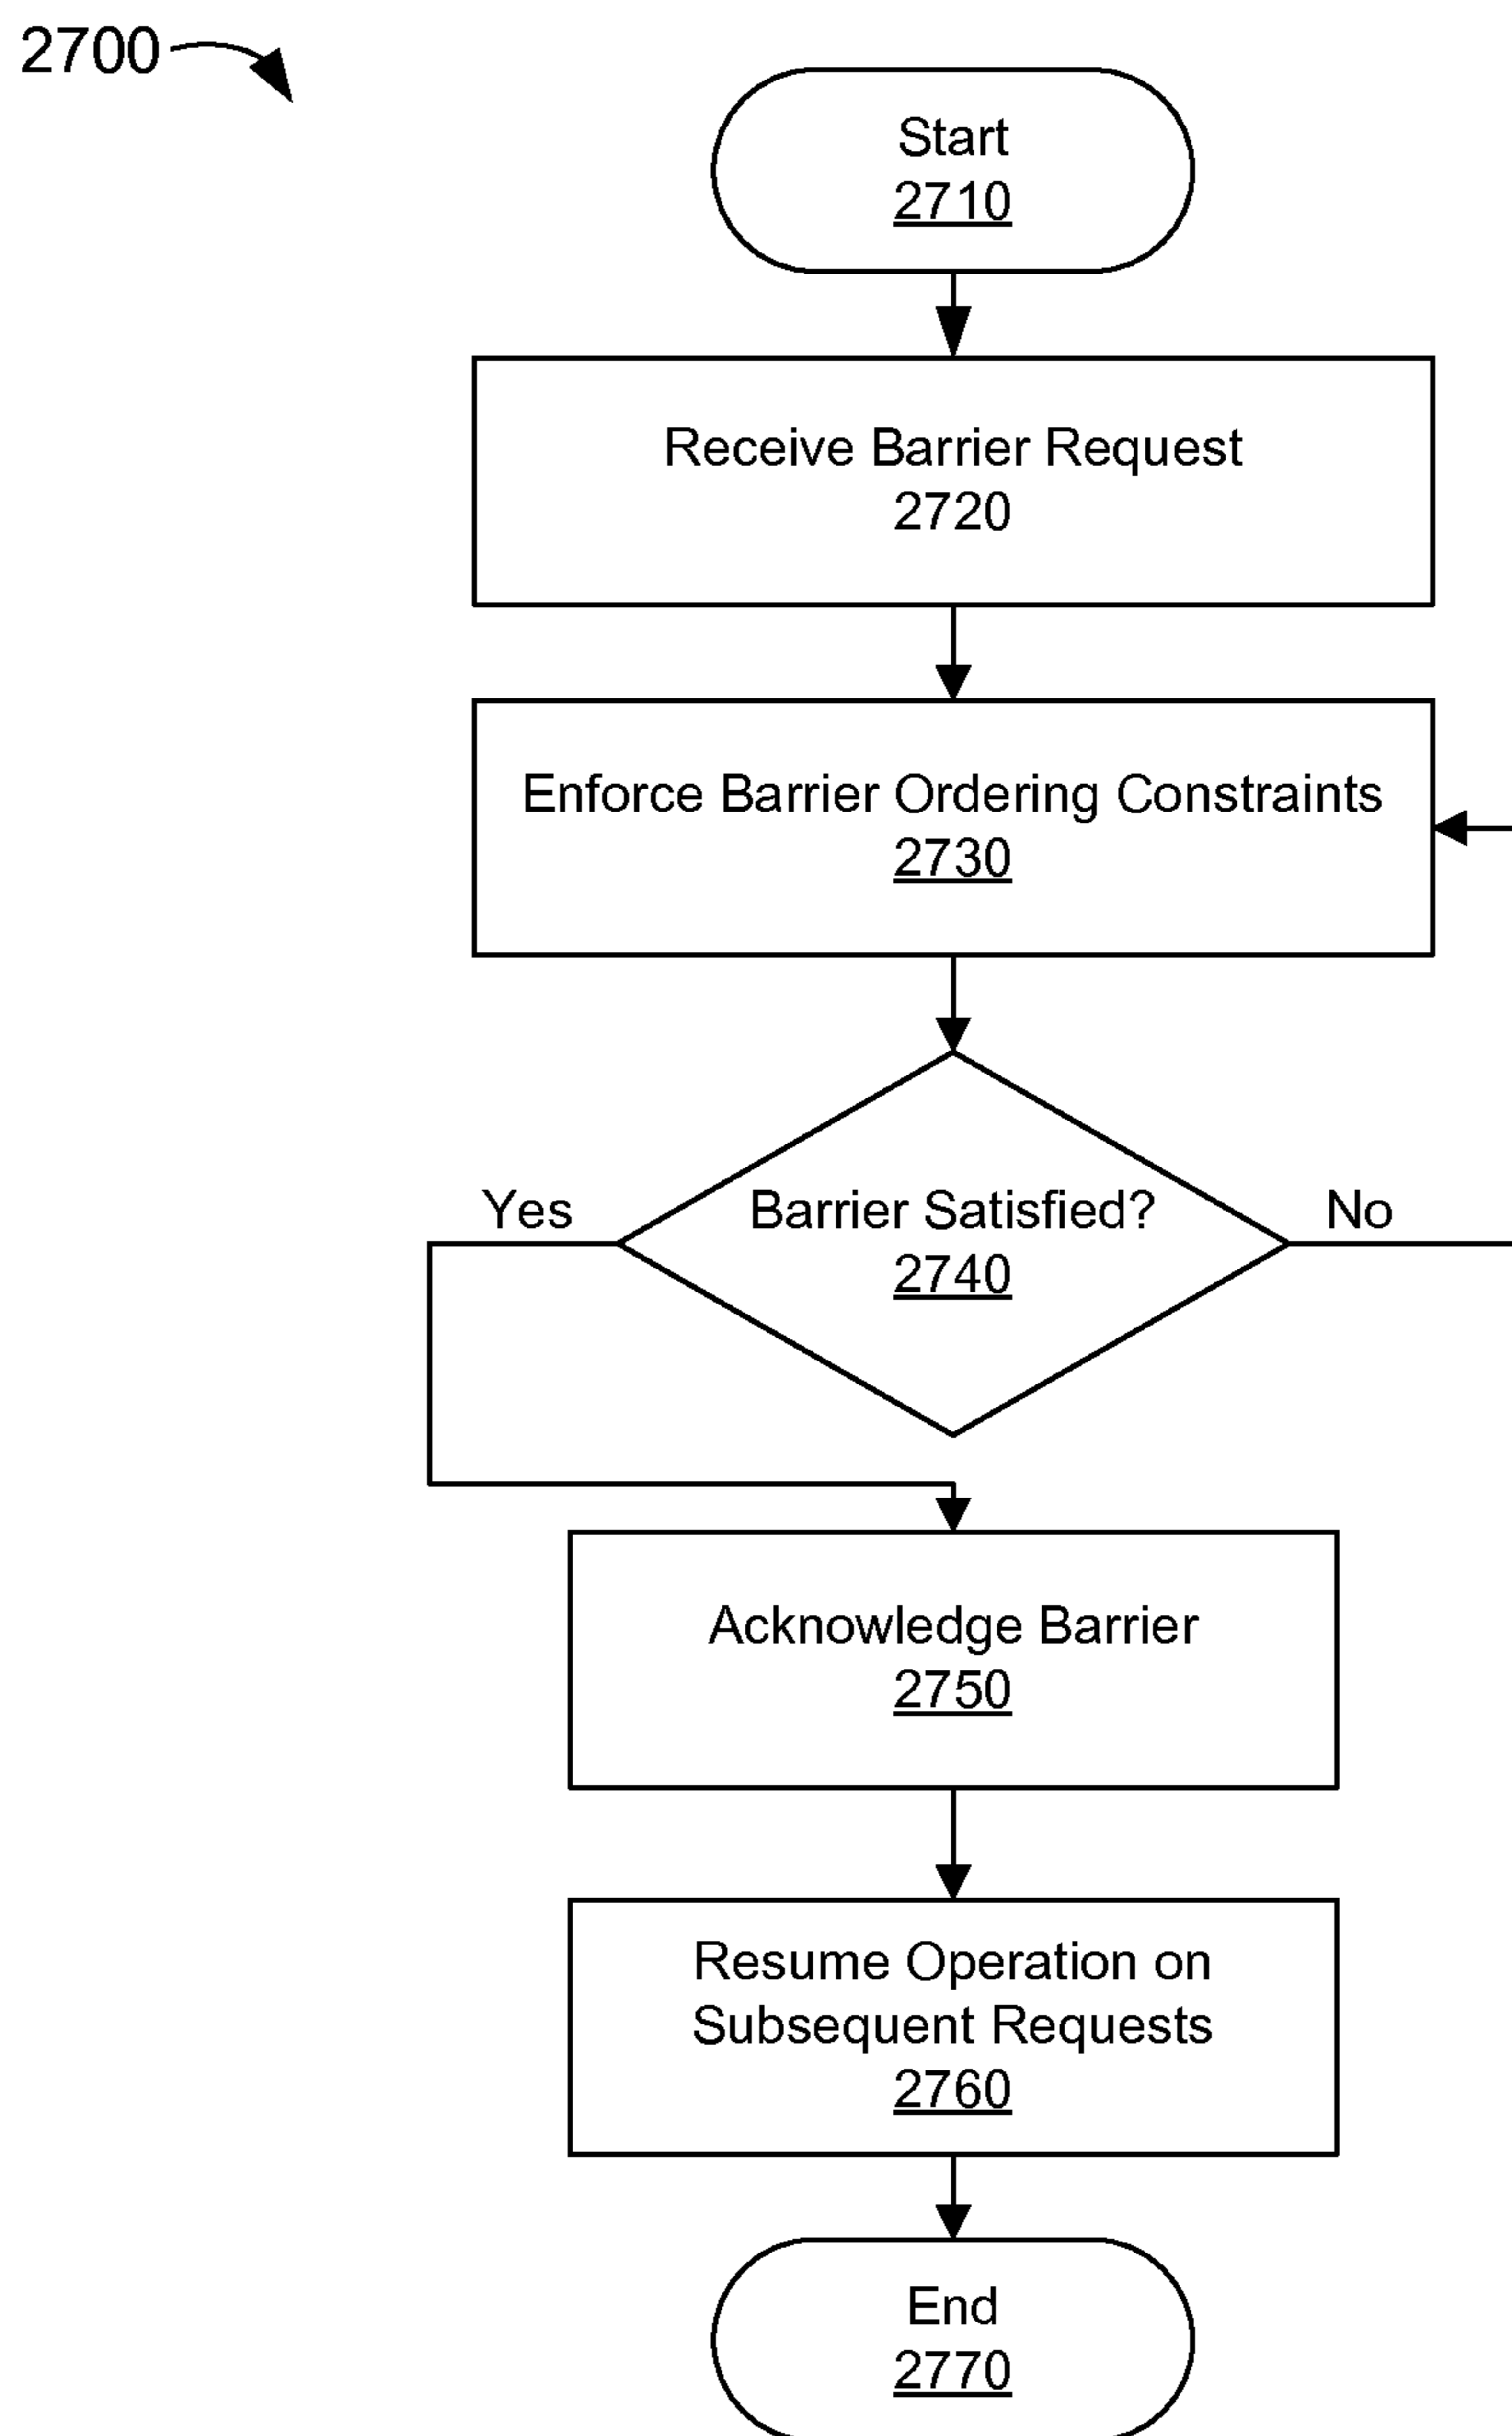 2700
Start
2710
Receive Barrier Request
2720
Enforce Barrier Ordering Constraints
2730
Yes
Barrier Satisfied?
No
2740
Acknowledge Barrier
2750
Resume Operation on
Subsequent Requests
2760
End
2770